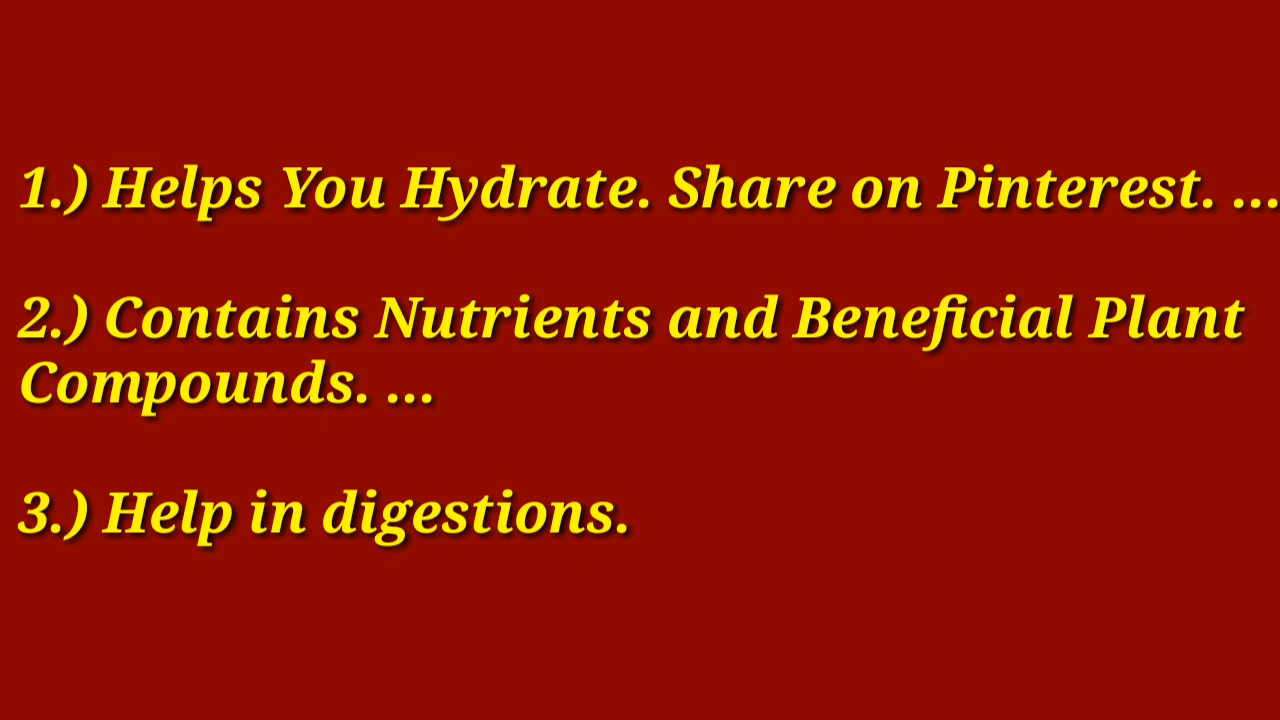 1.) Helps You Hydrate. Share on Pinterest. ...
2.) Contains Nutrients and Beneficial Plant
Compounds. ...
3.) Help in digestions.